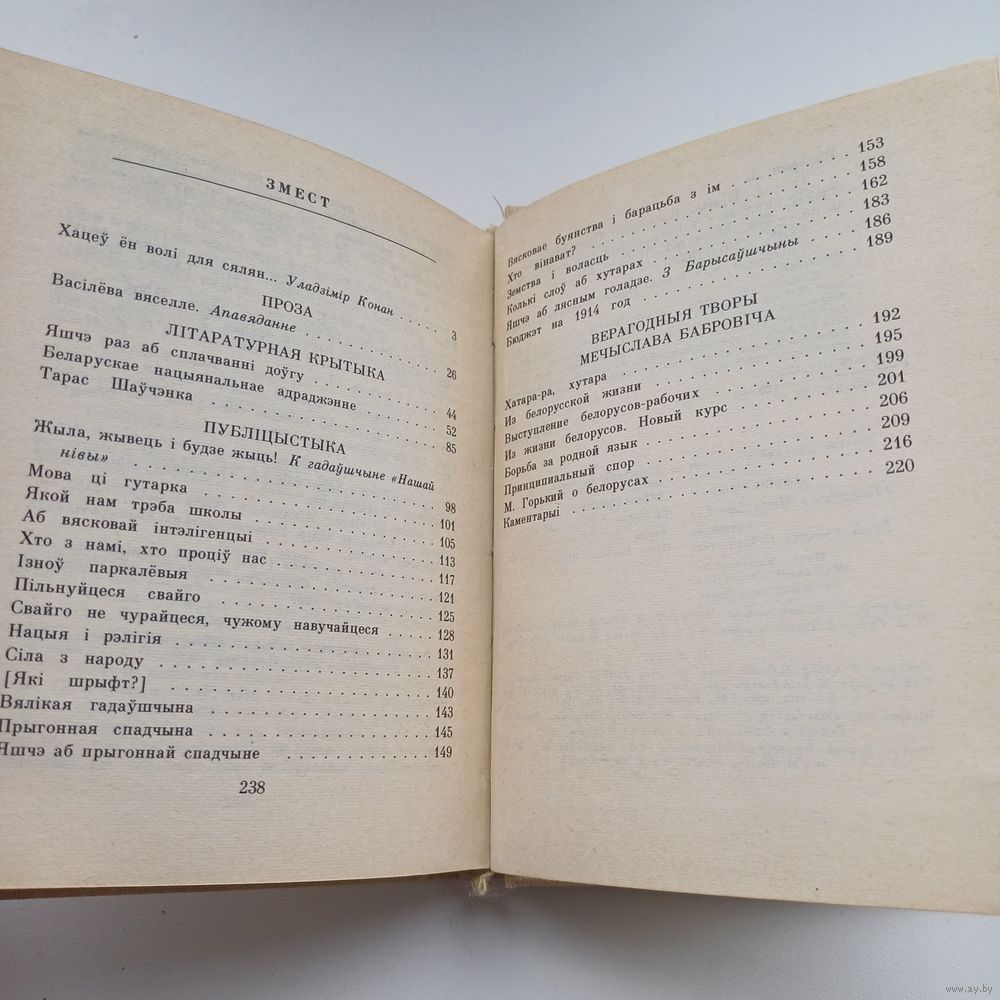 ЗМЕСТ
Хацеў ён волі для сялян... Уладзімір Конан . . . . . 3
ПРОЗА
Васілёва вяселле. Апавяданне . . . . . . . . . . . 26
ЛІТАРАТУРНАЯ КРЫТЫКА
Яшчэ раз аб сплачванні доўгу . . . . . . . . . . 44
Беларускае нацыянальнае адраджэнне . . . . . . . 52
Тарас Шаўчэнка . . . . . . . . . . . . . . . . 85
ПУБЛІЦЫСТЫКА
Жыла, жывець і будзе жыць! К гадаўшчыне «Нашай
нівы» . . . . . . . . . . . . . . . . . . . . 98
Мова ці гутарка . . . . . . . . . . . . . . . . 101
Якой нам трэба школы . . . . . . . . . . . . . 105
Аб вясковай інтэлігенцыі . . . . . . . . . . . . 113
Хто з намі, хто проціў нас . . . . . . . . . . . 117
Ізноў паркалёвыя . . . . . . . . . . . . . . . 121
Пільнуйцеся свайго . . . . . . . . . . . . . . 125
Свайго не чурайцеся, чужому навучайцеся . . . . . 128
Нацыя і рэлігія . . . . . . . . . . . . . . . . 131
Сіла з народу . . . . . . . . . . . . . . . . . 137
[Які шрыфт?] . . . . . . . . . . . . . . . . . 140
Вялікая гадаўшчына . . . . . . . . . . . . . . 143
Прыгонная спадчына . . . . . . . . . . . . . . 145
Яшчэ аб прыгоннай спадчыне . . . . . . . . . . 149
238
Вясковае буянства і барацьба з ім . . . . . . . . 153
Хто вінават? . . . . . . . . . . . . . . . . . 158
Земства і воласць . . . . . . . . . . . . . . . 162
Колькі слоў аб хутарах . . . . . . . . . . . . . 183
Яшчэ аб лясным голадзе. З Барысаўшчыны . . . . . 186
Бюджэт на 1914 год . . . . . . . . . . . . . . 189
ВЕРАГОДНЫЯ ТВОРЫ
МЕЧЫСЛАВА БАБРОВІЧА
Хатара-ра, хутара . . . . . . . . . . . . . . . 192
Из белорусской жизни . . . . . . . . . . . . . 195
Выступление белорусов-рабочих . . . . . . . . . 199
Из жизни белорусов. Новый курс . . . . . . . . . 201
Борьба за родной язык . . . . . . . . . . . . . 206
Принципиальный спор . . . . . . . . . . . . . 209
М. Горький о белорусах . . . . . . . . . . . . . 216
Каментарыі . . . . . . . . . . . . . . . . . . 220
www.ay.by